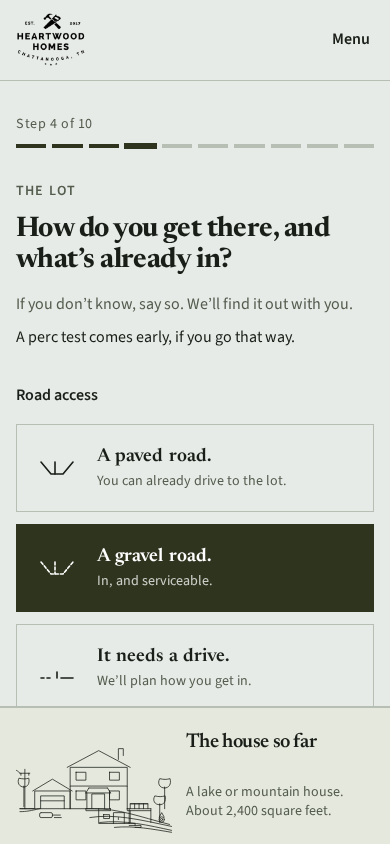 EST. 2017
HEARTWOOD
HOMES
CHATTANOOGA, TN
Menu
Step 4 of 10
THE LOT
How do you get there, and
what’s already in?
If you don’t know, say so. We’ll find it out with you.
A perc test comes early, if you go that way.
Road access
A paved road.
You can already drive to the lot.
A gravel road.
In, and serviceable.
It needs a drive.
We’ll plan how you get in.
The house so far
A lake or mountain house.
About 2,400 square feet.